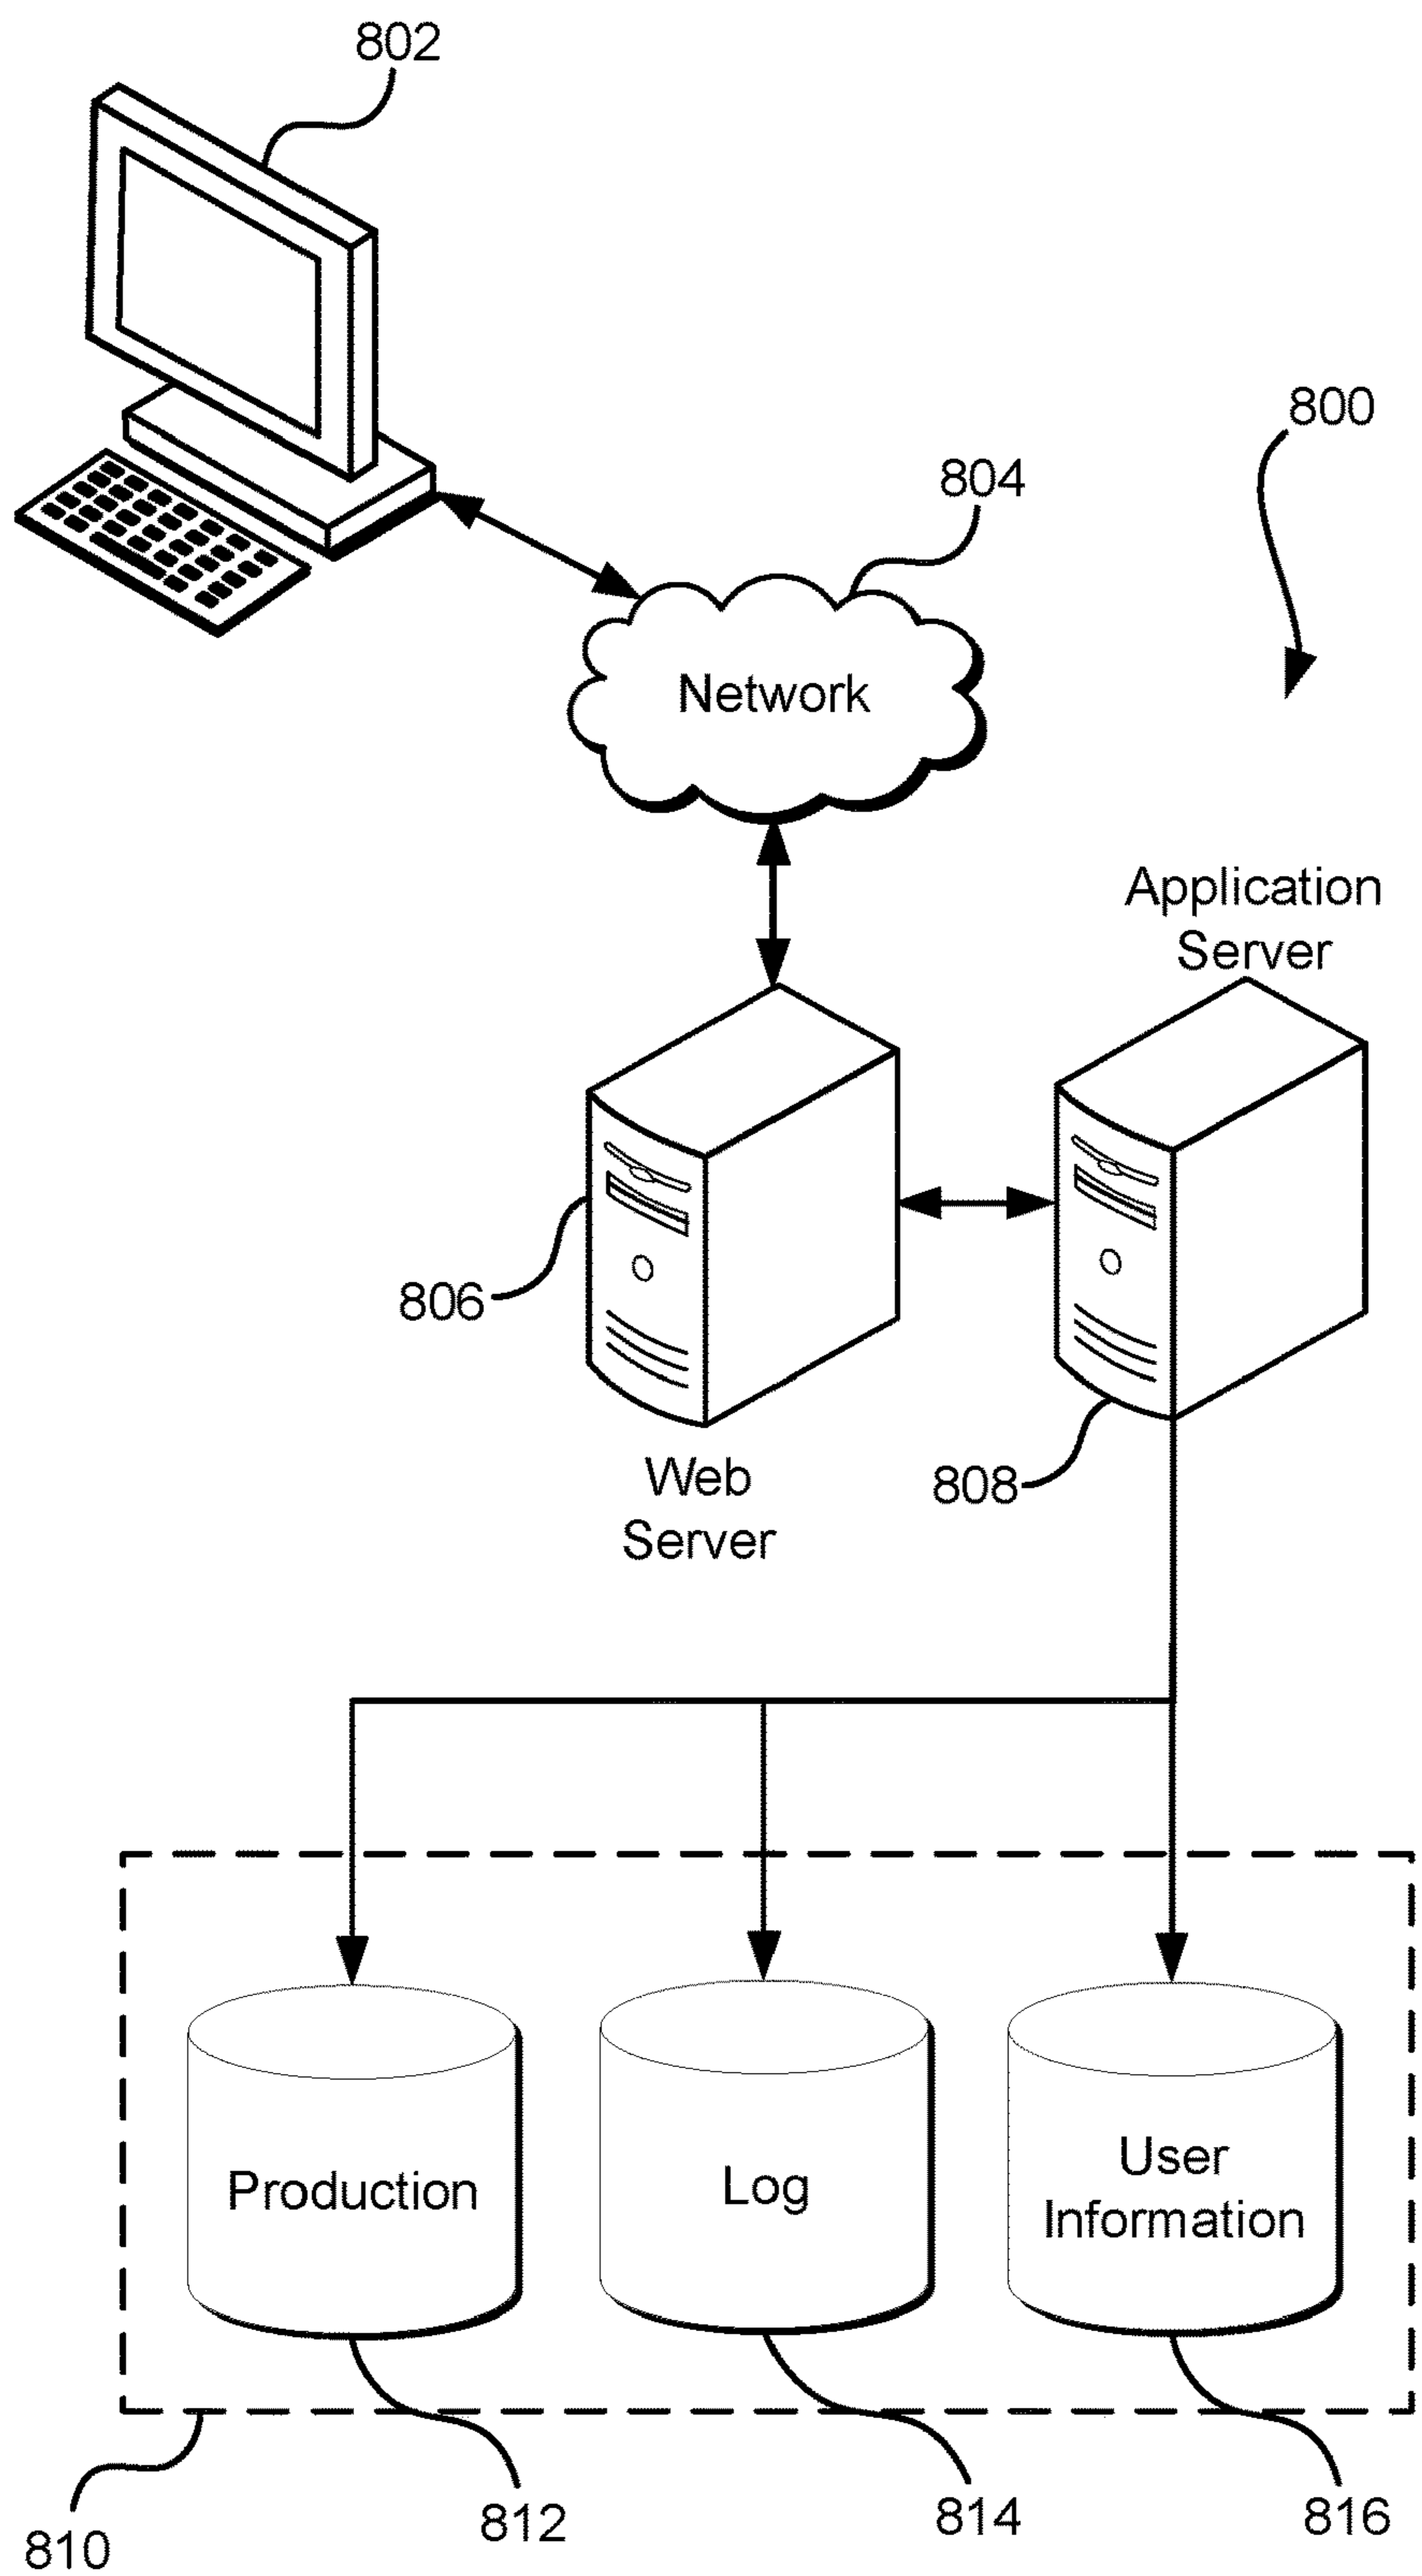 802
800
804
Network
Application
Server
806
808
Web
Server
Production
Log
User
Information
810
812
814
816